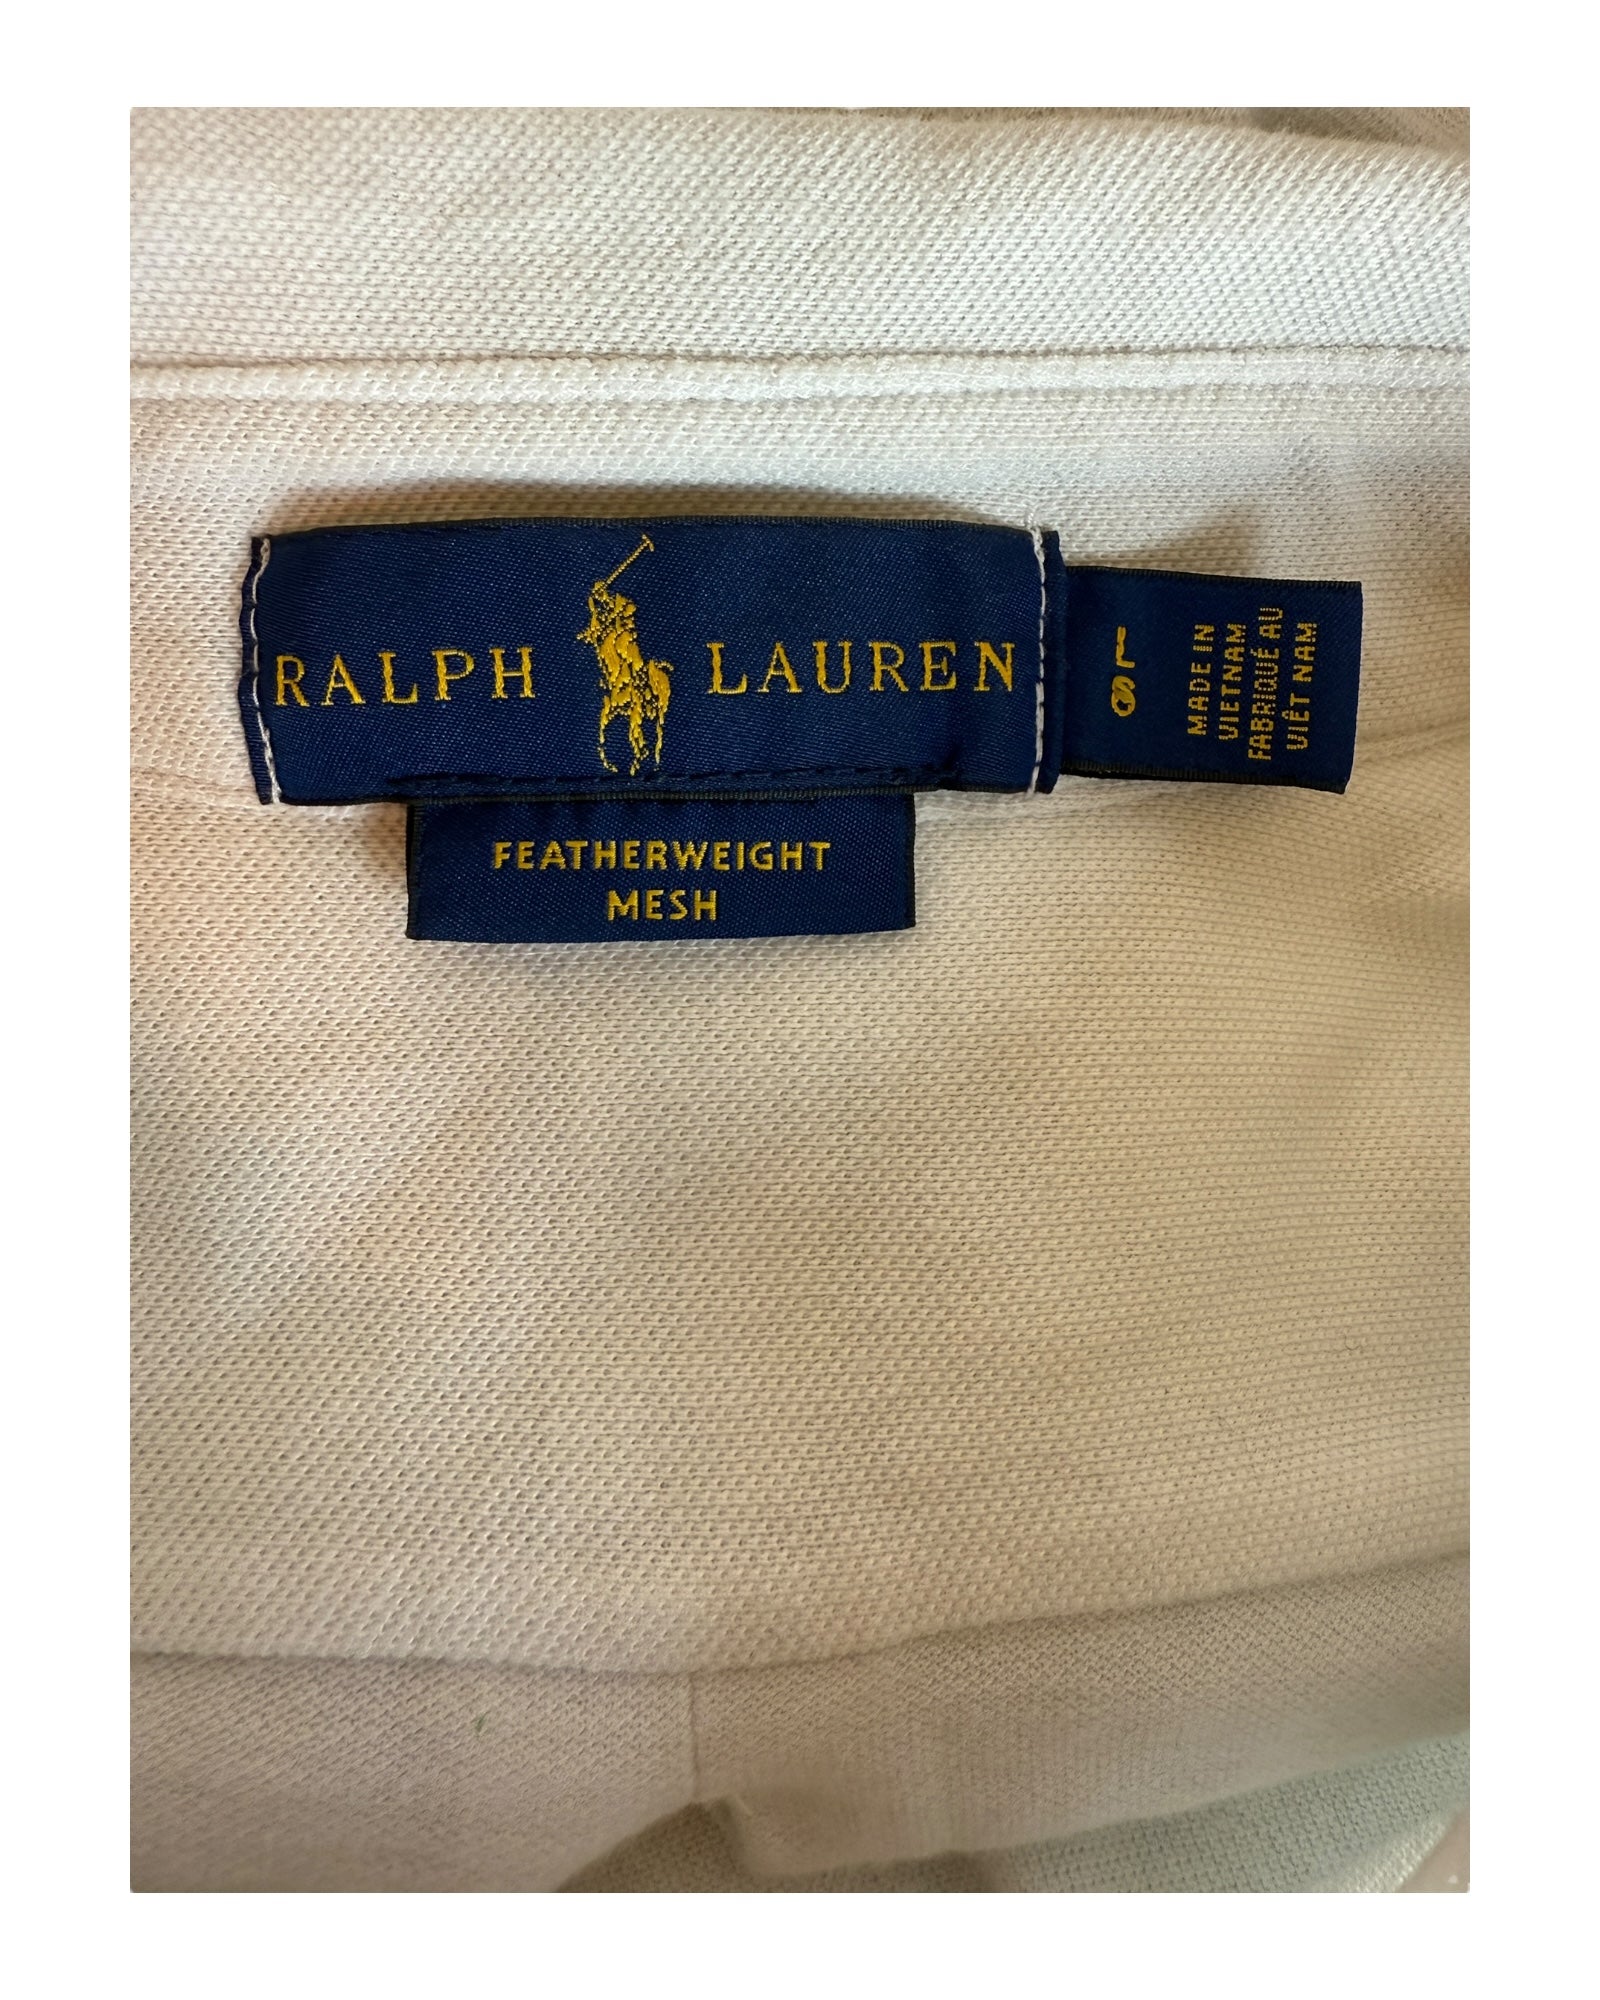 RALPH LAUREN
FEATHERWEIGHT
MESH
L
MADE IN
VIETNAM
FABRIQUÉ AU
VIÊT NAM